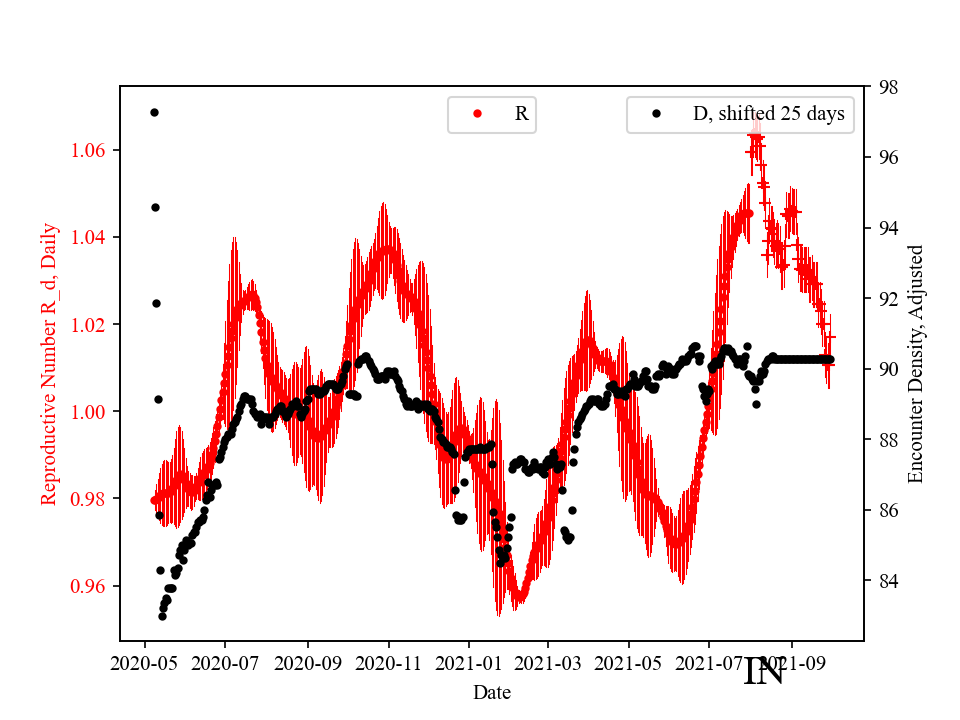 R
D, shifted 25 days
Reproductive Number R_d, Daily
1.06
1.04
1.02
1.00
0.98
0.96
98
96
94
92
90
88
86
84
Encounter Density, Adjusted
2020-05 2020-07 2020-09 2020-11 2021-01 2021-03 2021-05 2021-07 2021-09
IN
Date